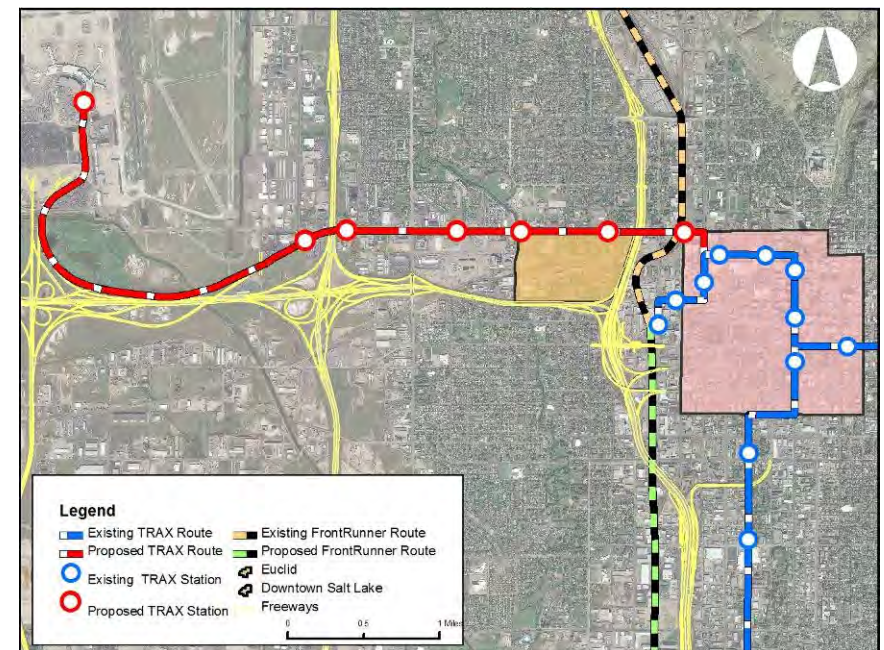 Legend
Existing TRAX Route
Existing FrontRunner Route
Proposed TRAX Route
Proposed FrontRunner Route
Existing TRAX Station
Euclid
Downtown Salt Lake
Proposed TRAX Station
Freeways
0 0.5 1 Miles